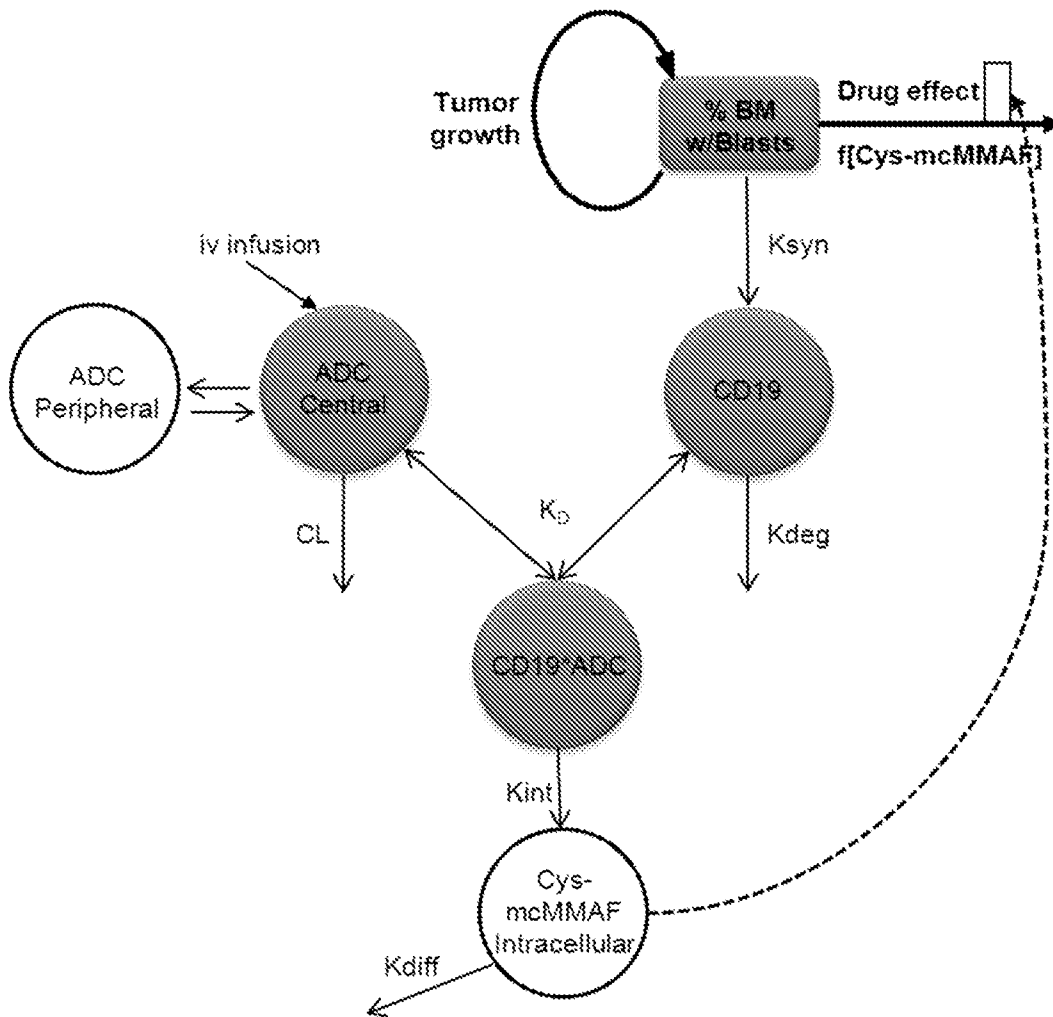 Tumor
growth
% BM
w/Blasts
Drug effect
f[Cys-mcMMAF]
Ksyn
iv infusion
ADC
Peripheral
ADC
Central
CD19
CL
K_D
Kdeg
CD19*ADC
Kint
Cys-
mcMMAF
Intracellular
Kdiff